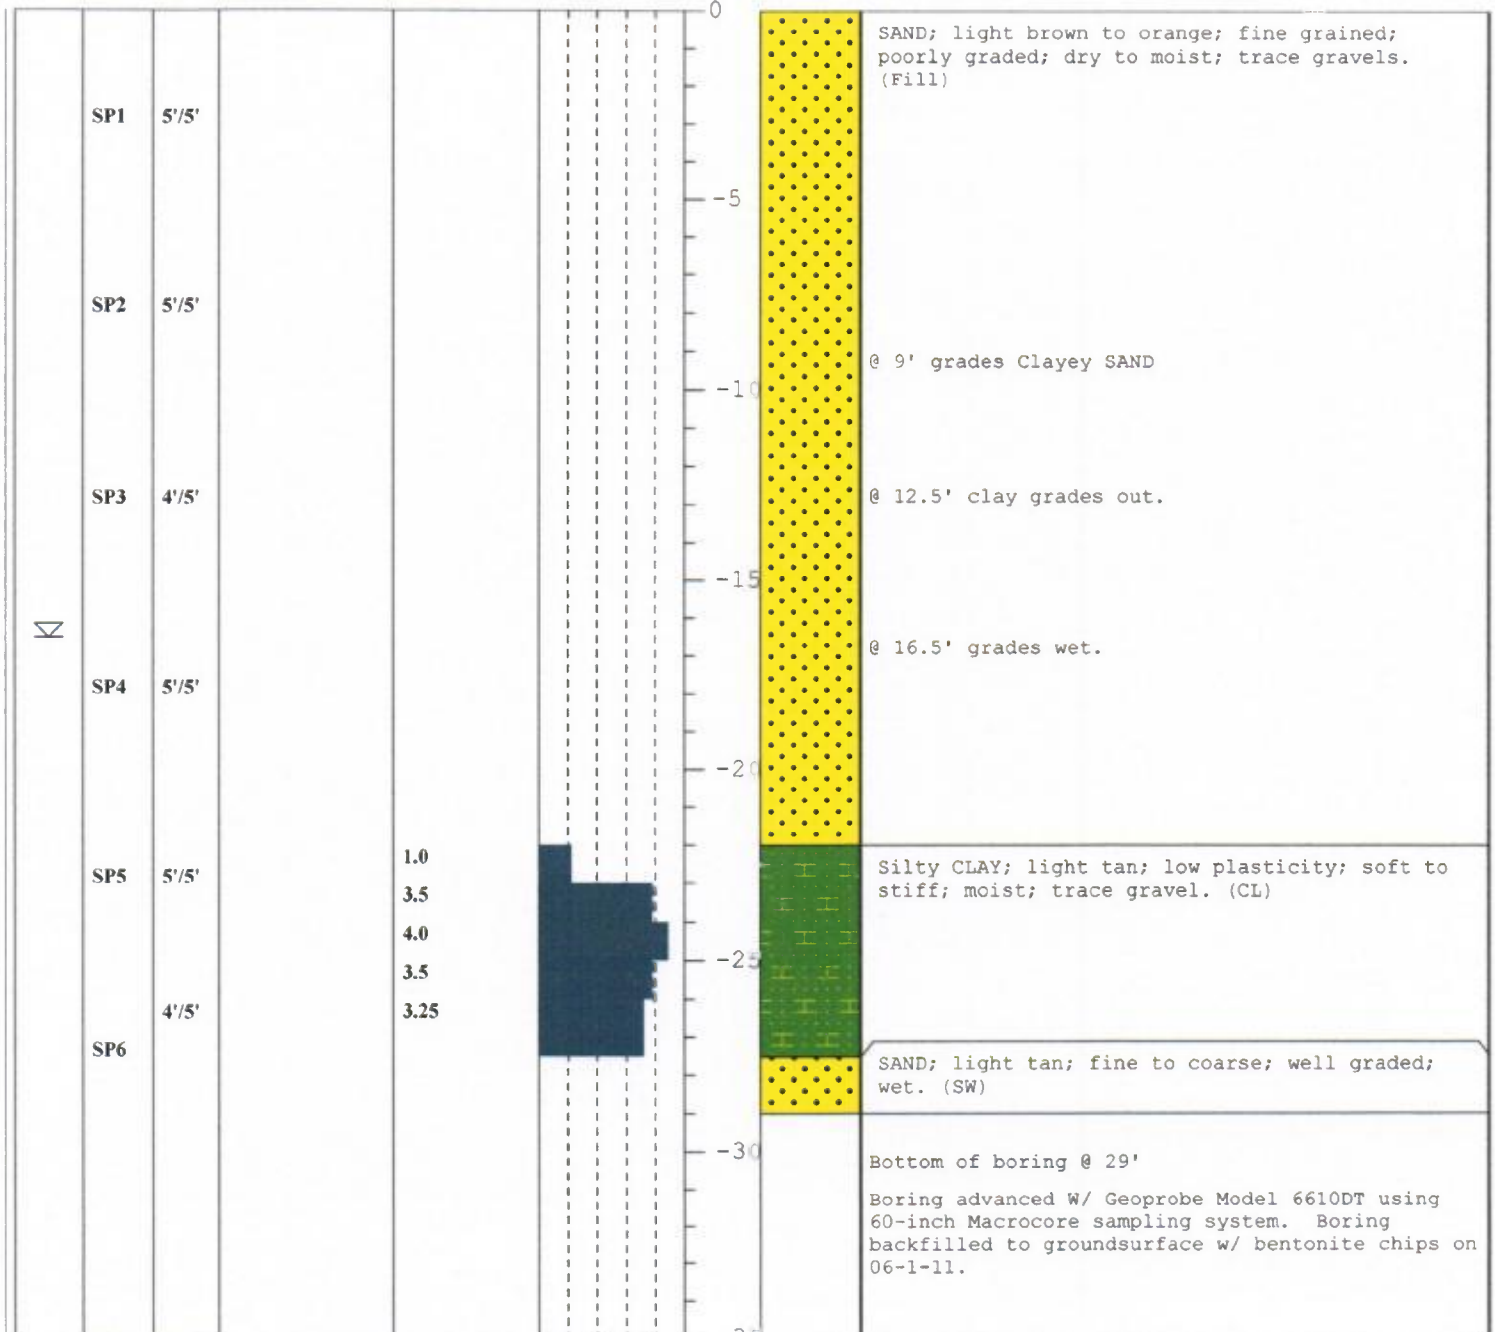 0
SAND; light brown to orange; fine grained;
poorly graded; dry to moist; trace gravels.
(Fill)
SP1 5'/5'
-5
SP2 5'/5'
@ 9' grades Clayey SAND
-10
SP3 4'/5'
@ 12.5' clay grades out.
-15
@ 16.5' grades wet.
SP4 5'/5'
-20
1.0
Silty CLAY; light tan; low plasticity; soft to
stiff; moist; trace gravel. (CL)
SP5 5'/5'
3.5
4.0
-25
3.5
4'/5' 3.25
SP6
SAND; light tan; fine to coarse; well graded;
wet. (SW)
-30
Bottom of boring @ 29'
Boring advanced W/ Geoprobe Model 6610DT using
60-inch Macrocore sampling system. Boring
backfilled to groundsurface w/ bentonite chips on
06-1-11.